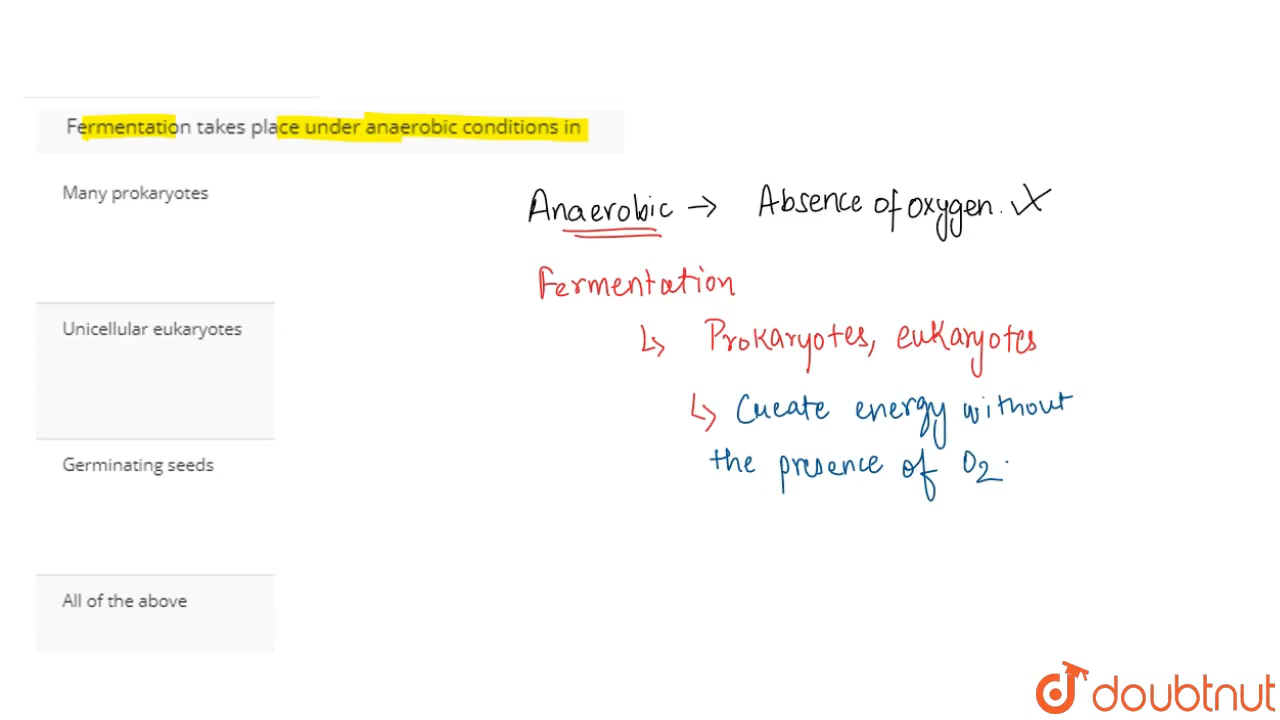 Fermentation takes place under anaerobic conditions in
Many prokaryotes
Unicellular eukaryotes
Germinating seeds
All of the above
Anaerobic → Absence of oxygen.
Fermentation
↳ Prokaryotes, eukaryotes
↳ Create energy without
the presence of O2.
doubtnut